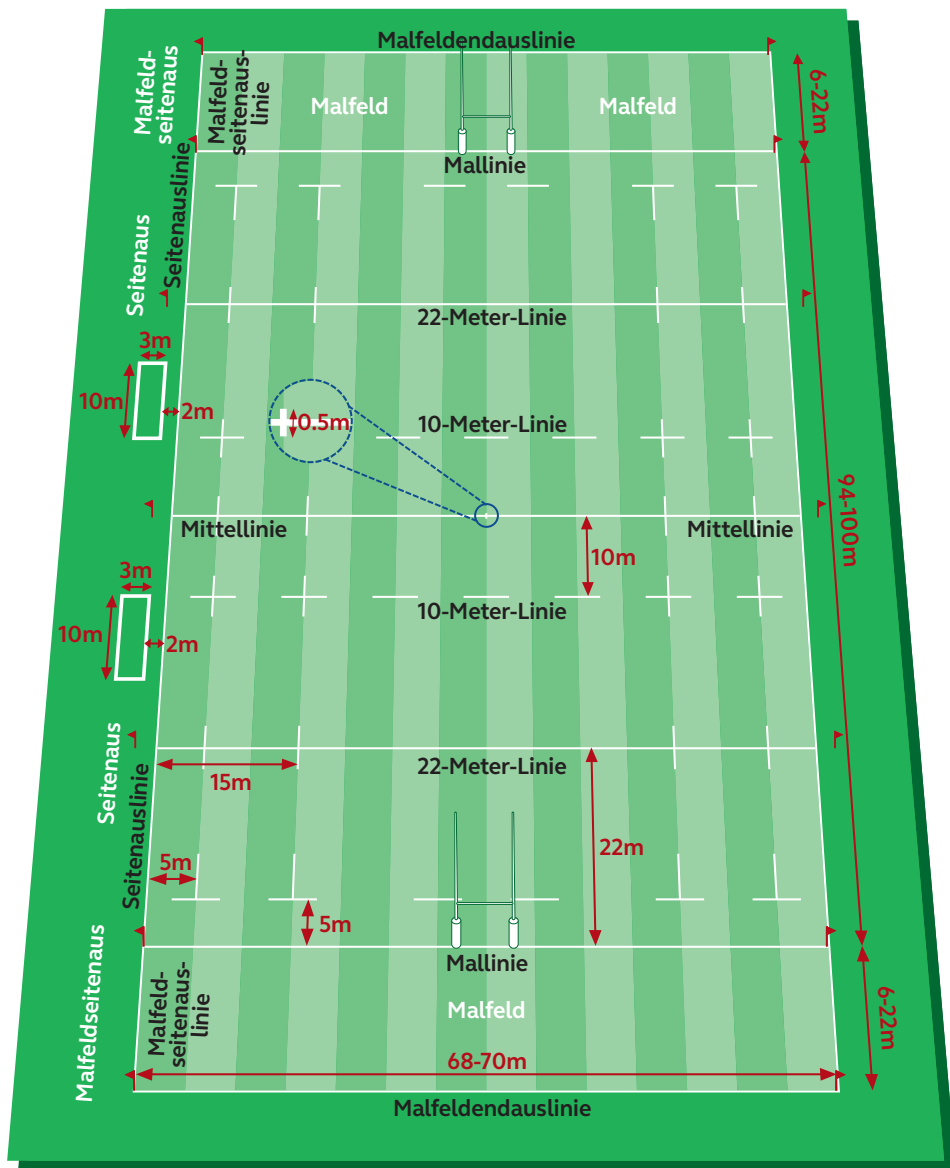 Malfeldendauslinie
Malfeld-
seitenaus
Malfeld-
seitenaus-
linie
Malfeld
Malfeld
6-22m
Mallinie
Seitenauslinie
Seitenaus
22-Meter-Linie
3m
10m
2m
0.5m
10-Meter-Linie
94-100m
Mittellinie
Mittellinie
10m
3m
10m
2m
10-Meter-Linie
Seitenaus
Seitenauslinie
22-Meter-Linie
15m
22m
5m
5m
Malfeldseitenaus
Mallinie
Malfeld-
seitenaus-
linie
Malfeld
6-22m
68-70m
Malfeldendauslinie